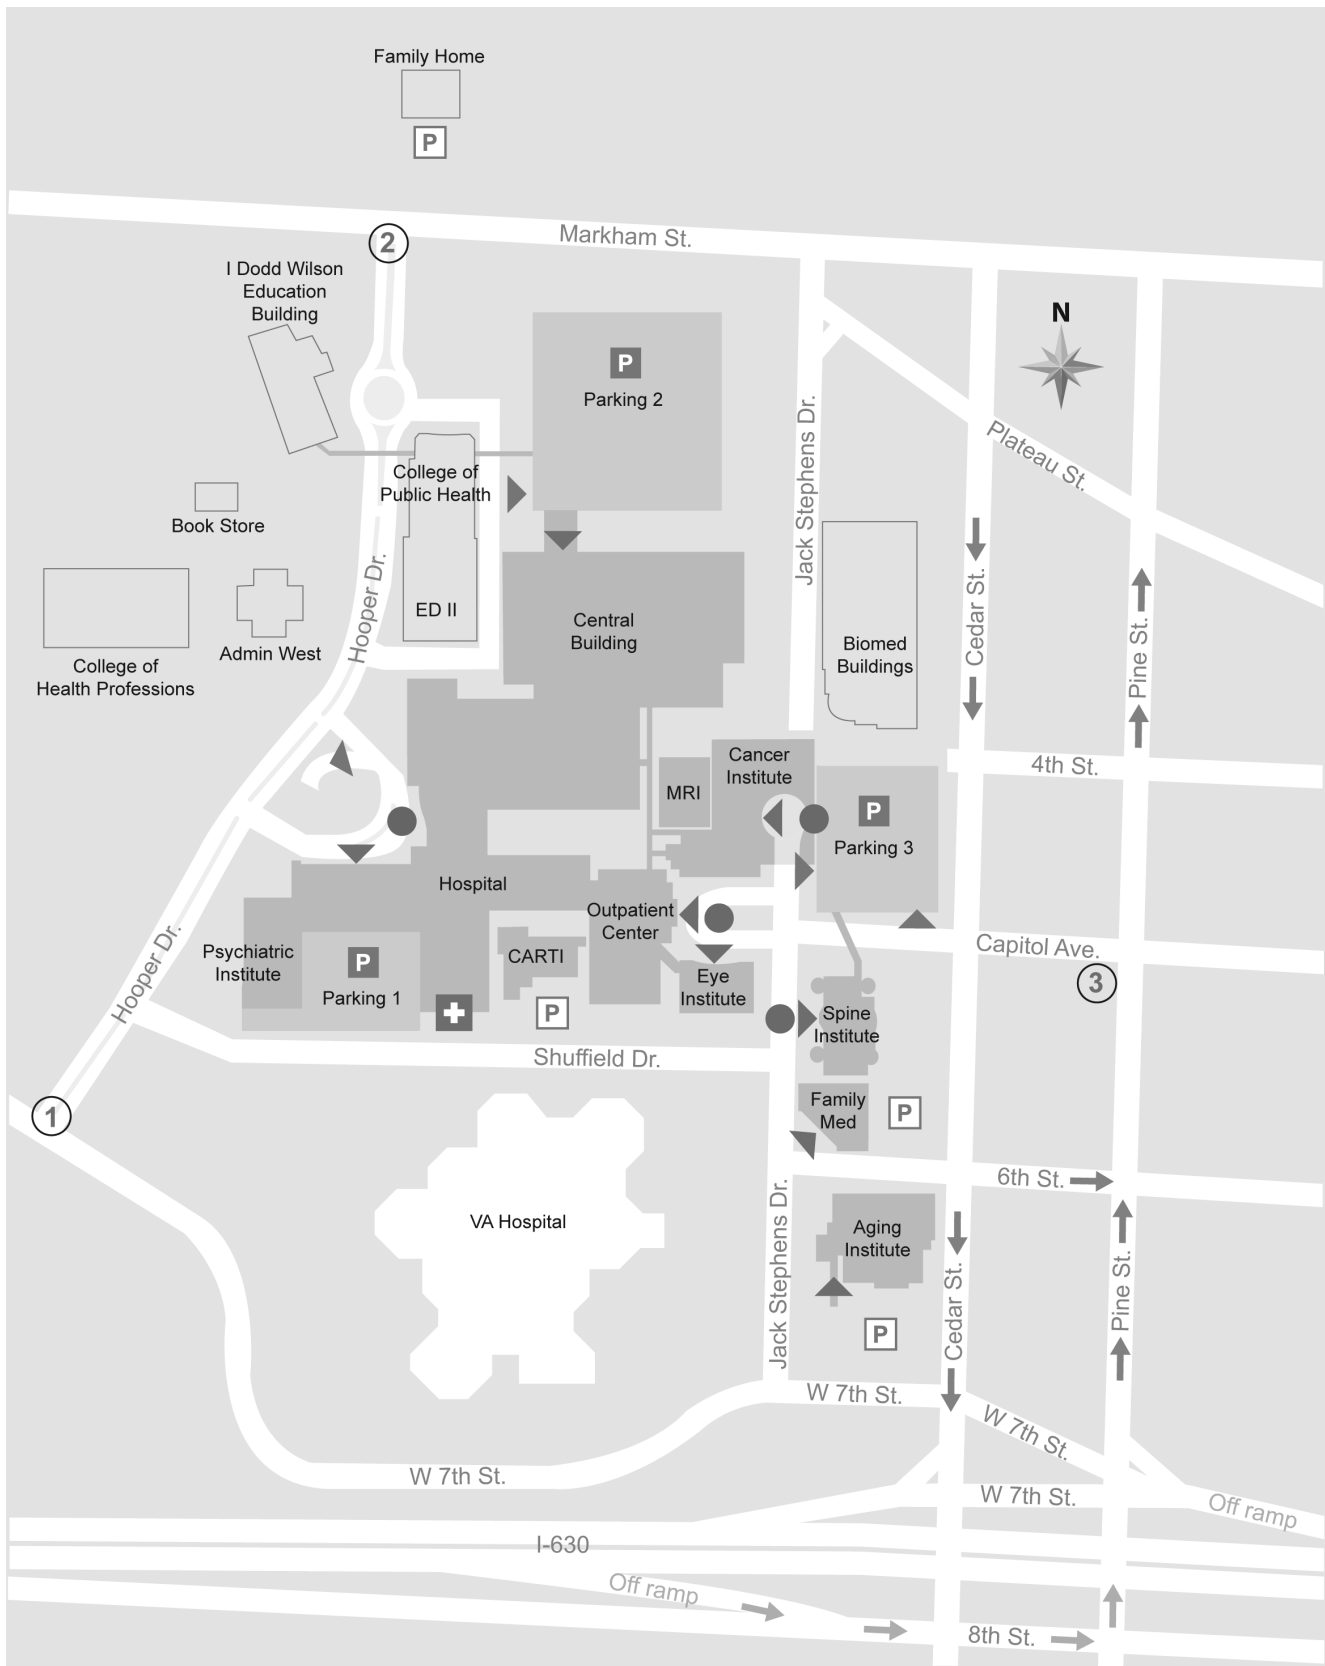 Family Home
P
2
Markham St.
I Dodd Wilson
Education
Building
N
P
Parking 2
Jack Stephens Dr.
Plateau St.
College of
Public Health
Book Store
Hooper Dr.
ED II
Central
Building
Biomed
Buildings
Cedar St.
Pine St.
Admin West
College of
Health Professions
4th St.
Cancer
Institute
MRI
P
Parking 3
Hospital
Outpatient
Center
Capitol Ave.
3
Psychiatric
Institute
P
Parking 1
CARTI
P
Eye
Institute
Spine
Institute
Hooper Dr.
Shuffield Dr.
1
Family
Med
P
6th St.
VA Hospital
Jack Stephens Dr.
Aging
Institute
P
Cedar St.
Pine St.
W 7th St.
W 7th St.
W 7th St.
W 7th St.
Off ramp
I-630
Off ramp
8th St.